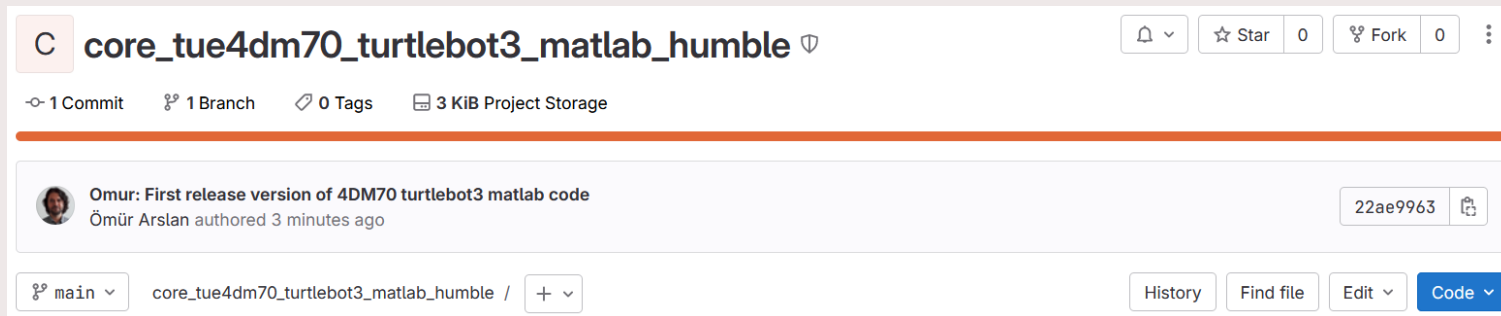 C core_tue4dm70_turtlebot3_matlab_humble Star 0 Fork 0
1 Commit 1 Branch 0 Tags 3 KiB Project Storage
Omur: First release version of 4DM70 turtlebot3 matlab code
Ömür Arslan authored 3 minutes ago
22ae9963
main core_tue4dm70_turtlebot3_matlab_humble / + History Find file Edit Code